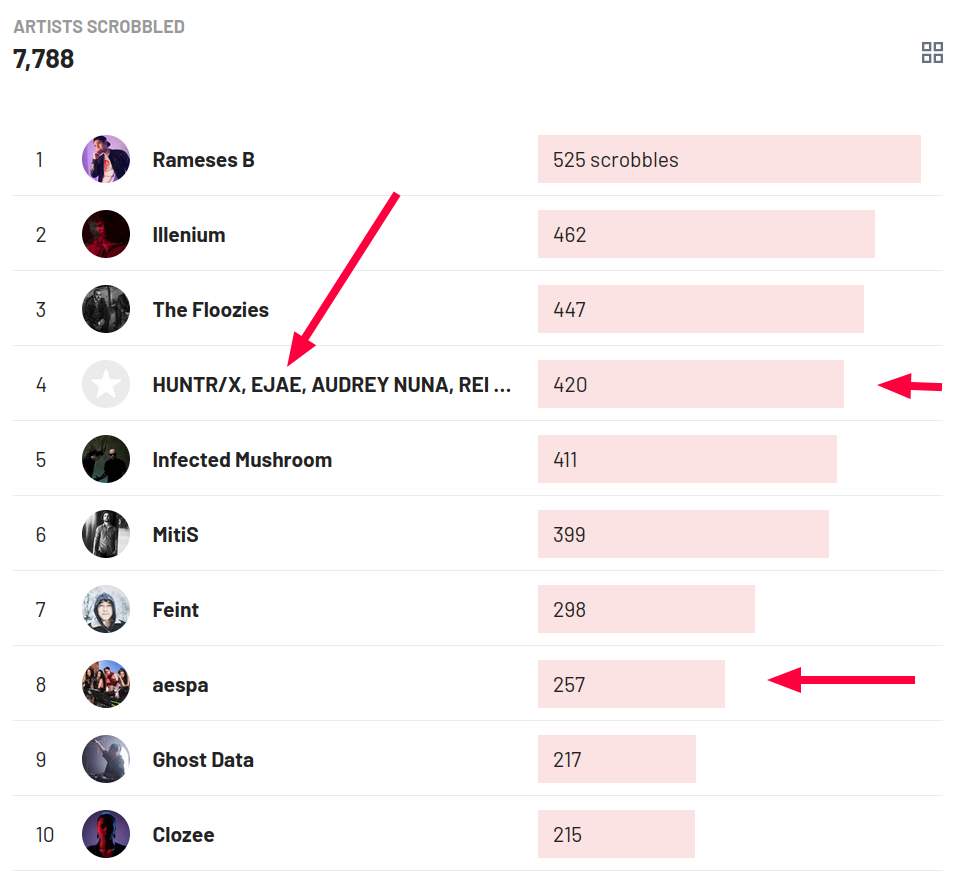 ARTISTS SCROBBLED
7,788
1 Rameses B 525 scrobbles
2 Illenium 462
3 The Floozies 447
4 HUNTR/X, EJAE, AUDREY NUNA, REI ... 420
5 Infected Mushroom 411
6 MitiS 399
7 Feint 298
8 aespa 257
9 Ghost Data 217
10 Clozee 215